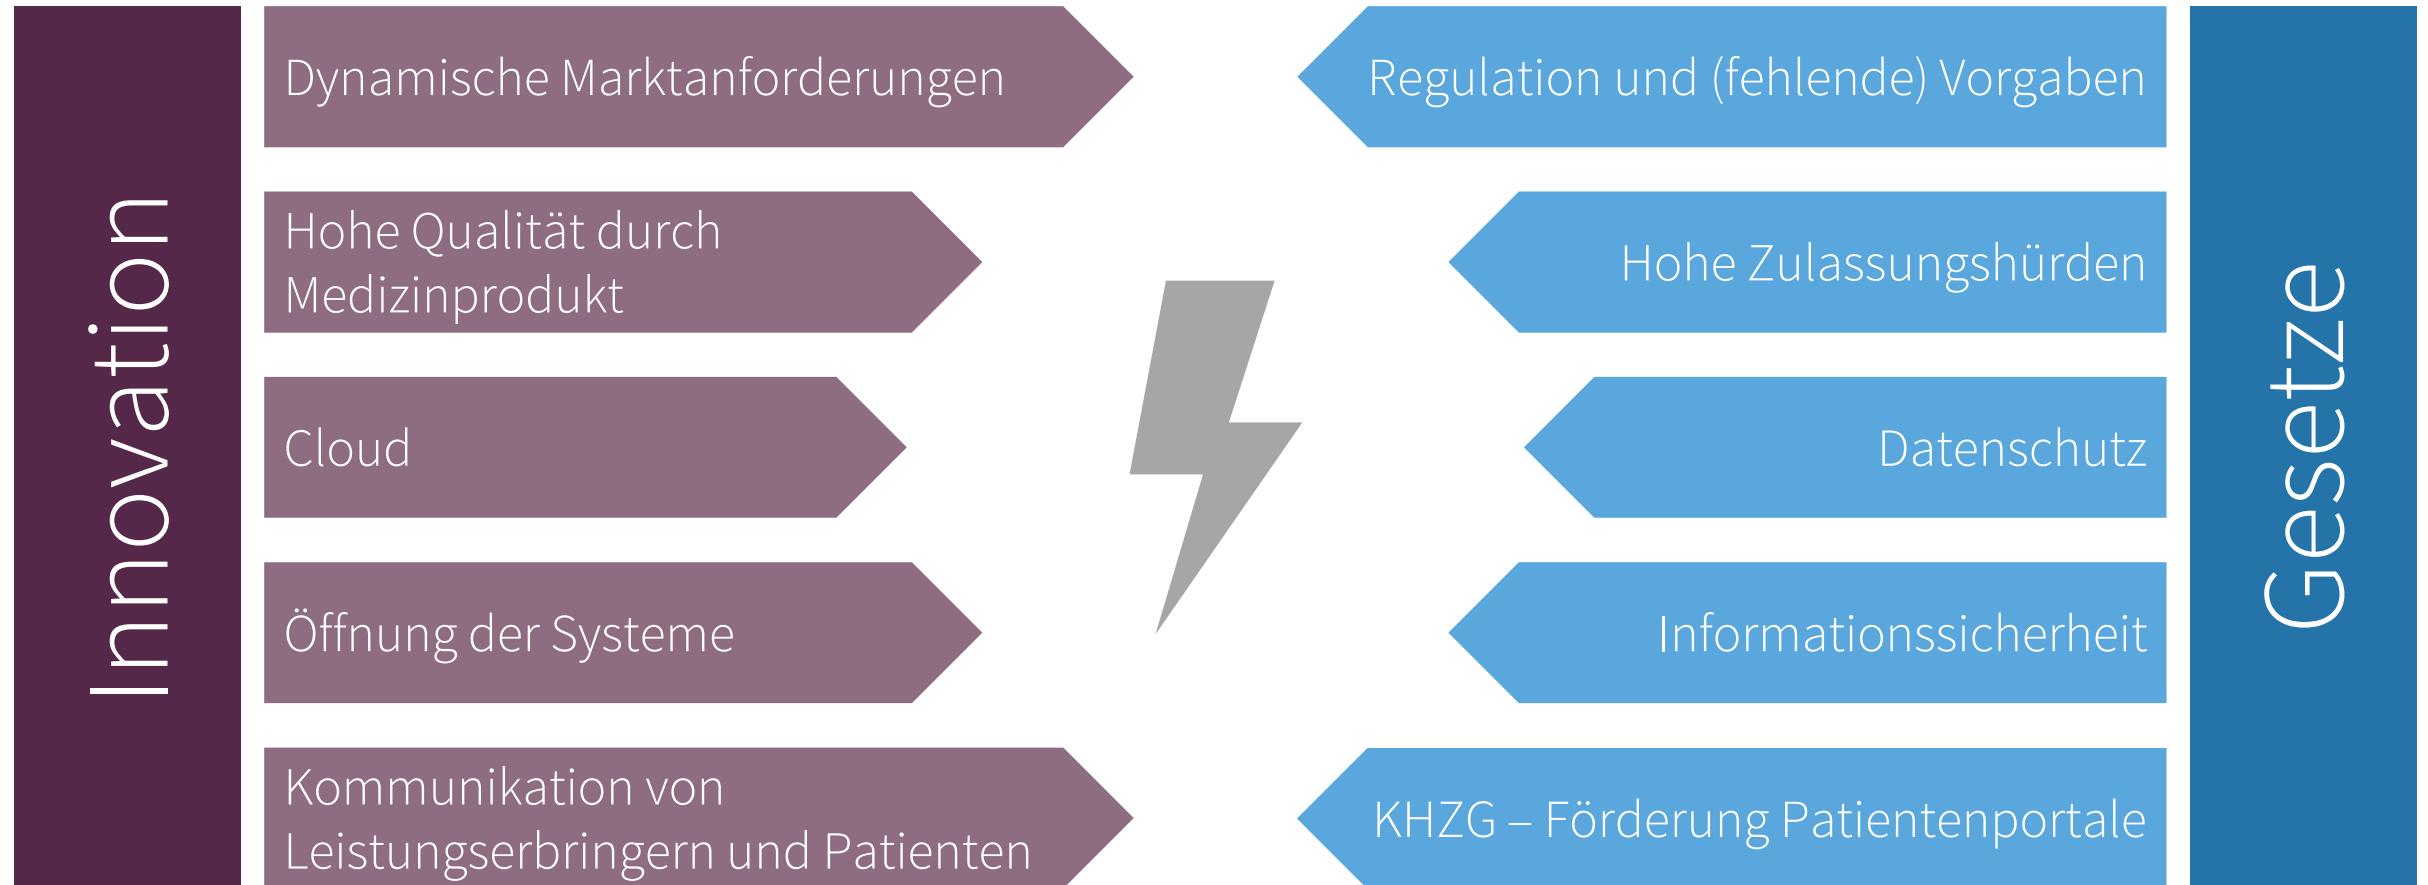 Innovation
Dynamische Marktanforderungen
Hohe Qualität durch
Medizinprodukt
Cloud
Öffnung der Systeme
Kommunikation von
Leistungserbringern und Patienten
Regulation und (fehlende) Vorgaben
Hohe Zulassungshürden
Datenschutz
Informationssicherheit
KHZG – Förderung Patientenportale
Gesetze